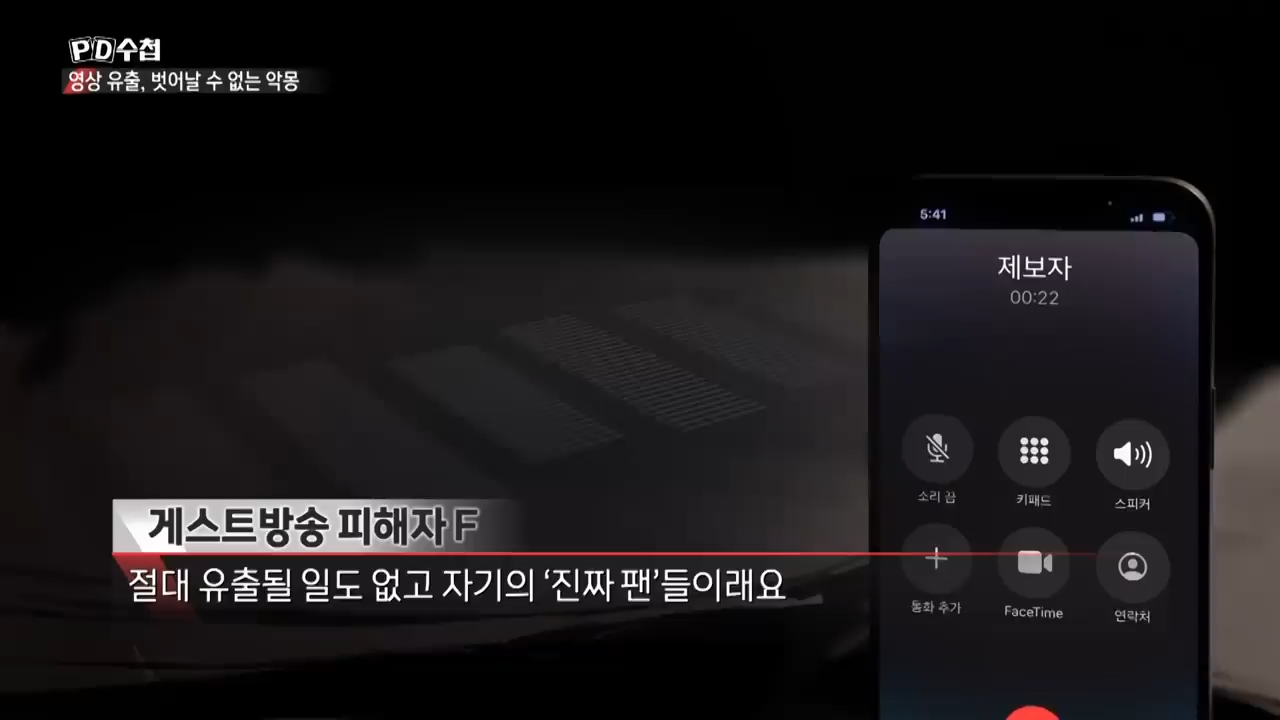 PD수첩
영상 유출, 벗어날 수 없는 악몽
5:41
제보자
00:22
소리 끔
키패드
스피커
통화 추가
FaceTime
연락처
게스트방송 피해자 F
절대 유출될 일도 없고 자기의 ‘진짜 팬’들이래요